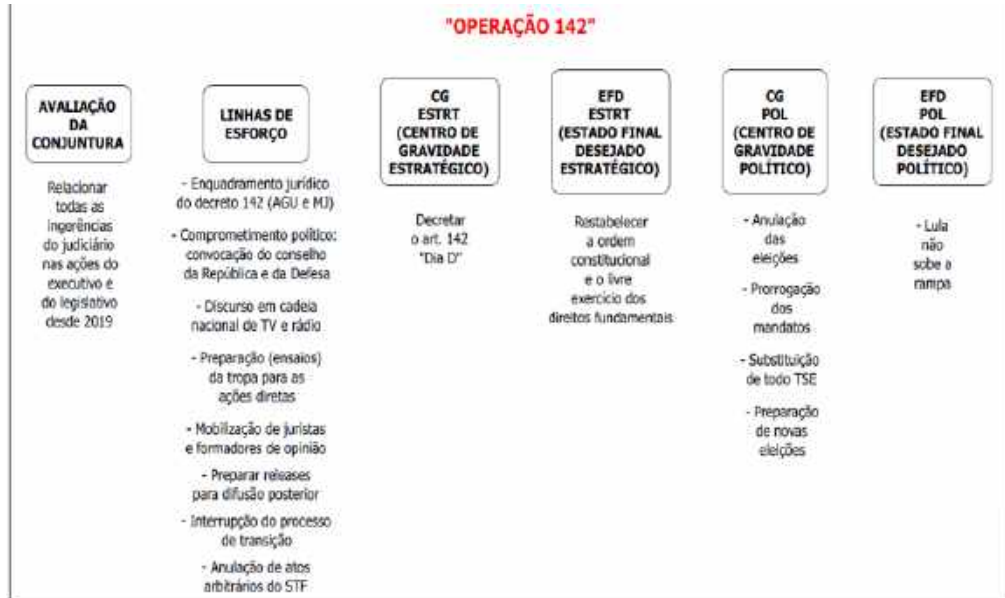 "OPERAÇÃO 142"
AVALIAÇÃO
DA
CONJUNTURA
Relacionar
todas as
ingerências
do judiciário
nas ações do
executivo e
do legislativo
desde 2019
LINHAS DE
ESFORÇO
- Enquadramento jurídico
do decreto 142 (AGU e MJ)
- Comprometimento político:
convocação do conselho
da República e da Defesa
- Discurso em cadeia
nacional de TV e rádio
- Preparação (ensaios)
da tropa para as
ações diretas
- Mobilização de juristas
e formadores de opinião
- Preparar releases
para difusão posterior
- Interrupção do processo
de transição
- Anulação de atos
arbitrários do STF
CG
ESTRT
(CENTRO DE
GRAVIDADE
ESTRATÉGICO)
Decretar
o art. 142
"Dia D"
EFD
ESTRT
(ESTADO FINAL
DESEJADO
ESTRATÉGICO)
Restabelecer
a ordem
constitucional
e o livre
exercício dos
direitos fundamentais
CG
POL
(CENTRO DE
GRAVIDADE
POLÍTICO)
- Anulação
das
eleições
- Prorrogação
dos
mandatos
- Substituição
de todo TSE
- Preparação
de novas
eleições
EFD
POL
(ESTADO FINAL
DESEJADO
POLÍTICO)
- Lula
não
sobe a
rampa